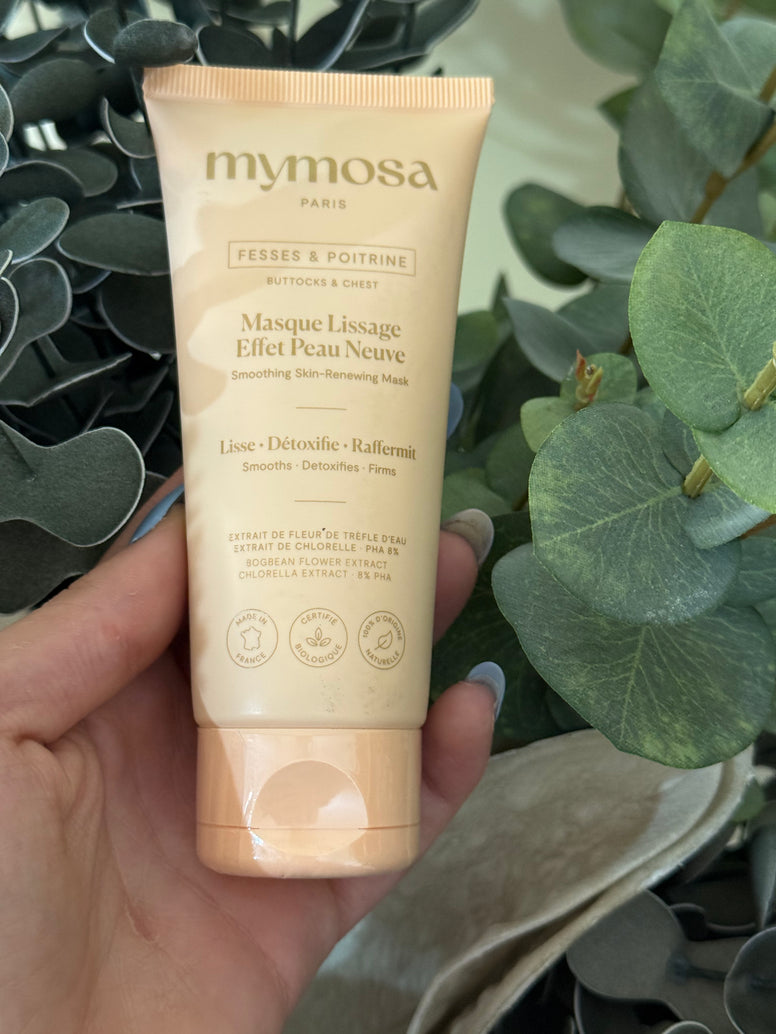 mymosa
PARIS
FESSES & POITRINE
BUTTOCKS & CHEST
Masque Lissage
Effet Peau Neuve
Smoothing Skin-Renewing Mask
Lisse • Détoxifie • Raffermit
Smooths · Detoxifies · Firms
EXTRAIT DE FLEUR DE TRÈFLE D'EAU
EXTRAIT DE CHLORELLE · PHA 8%
BOGBEAN FLOWER EXTRACT
CHLORELLA EXTRACT · 8% PHA
MADE IN FRANCE
CERTIFIÉ BIOLOGIQUE
100% D'ORIGINE NATURELLE